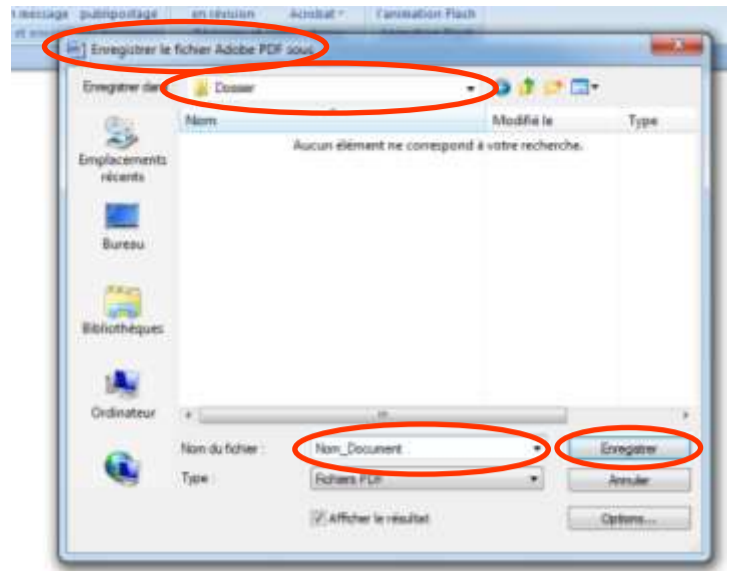 message publipostage en révision Acrobat l'animation Flash
Enregistrer le fichier Adobe PDF sous
Enregistrer dans Dossier
Nom Modifié le Type
Aucun élément ne correspond à votre recherche.
Emplacements
récents
Bureau
Bibliothèques
Ordinateur
Nom du fichier : Nom_Document Enregistrer
Type : Fichiers PDF Annuler
Afficher le résultat Options...